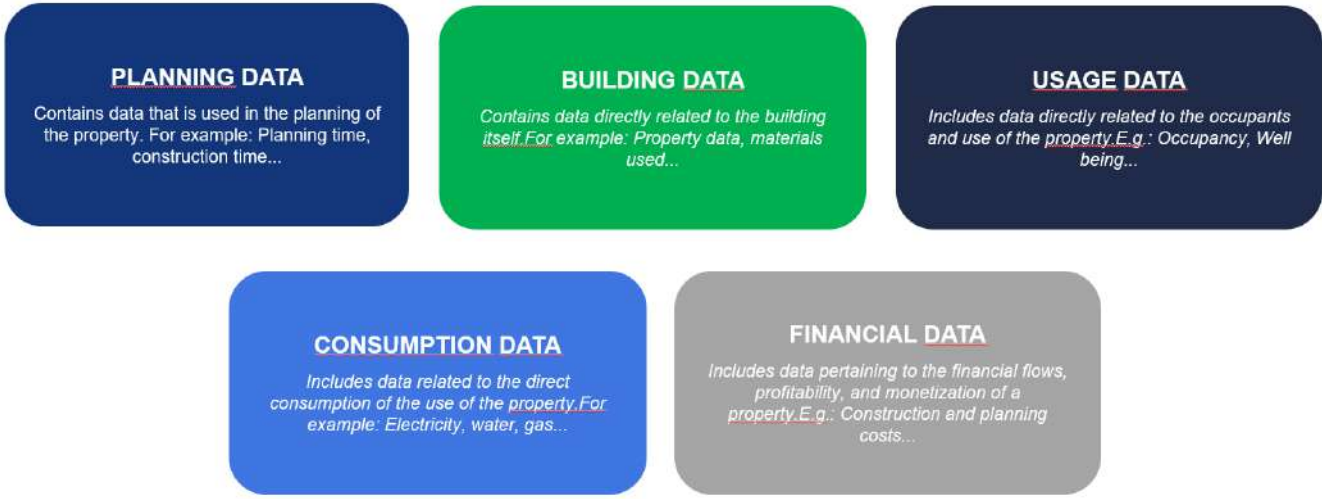 PLANNING DATA
Contains data that is used in the planning of
the property. For example: Planning time,
construction time...
BUILDING DATA
Contains data directly related to the building
itself.For example: Property data, materials
used...
USAGE DATA
Includes data directly related to the occupants
and use of the property.E.g.: Occupancy, Well
being...
CONSUMPTION DATA
Includes data related to the direct
consumption of the use of the property.For
example: Electricity, water, gas...
FINANCIAL DATA
Includes data pertaining to the financial flows,
profitability, and monetization of a
property.E.g.: Construction and planning
costs...